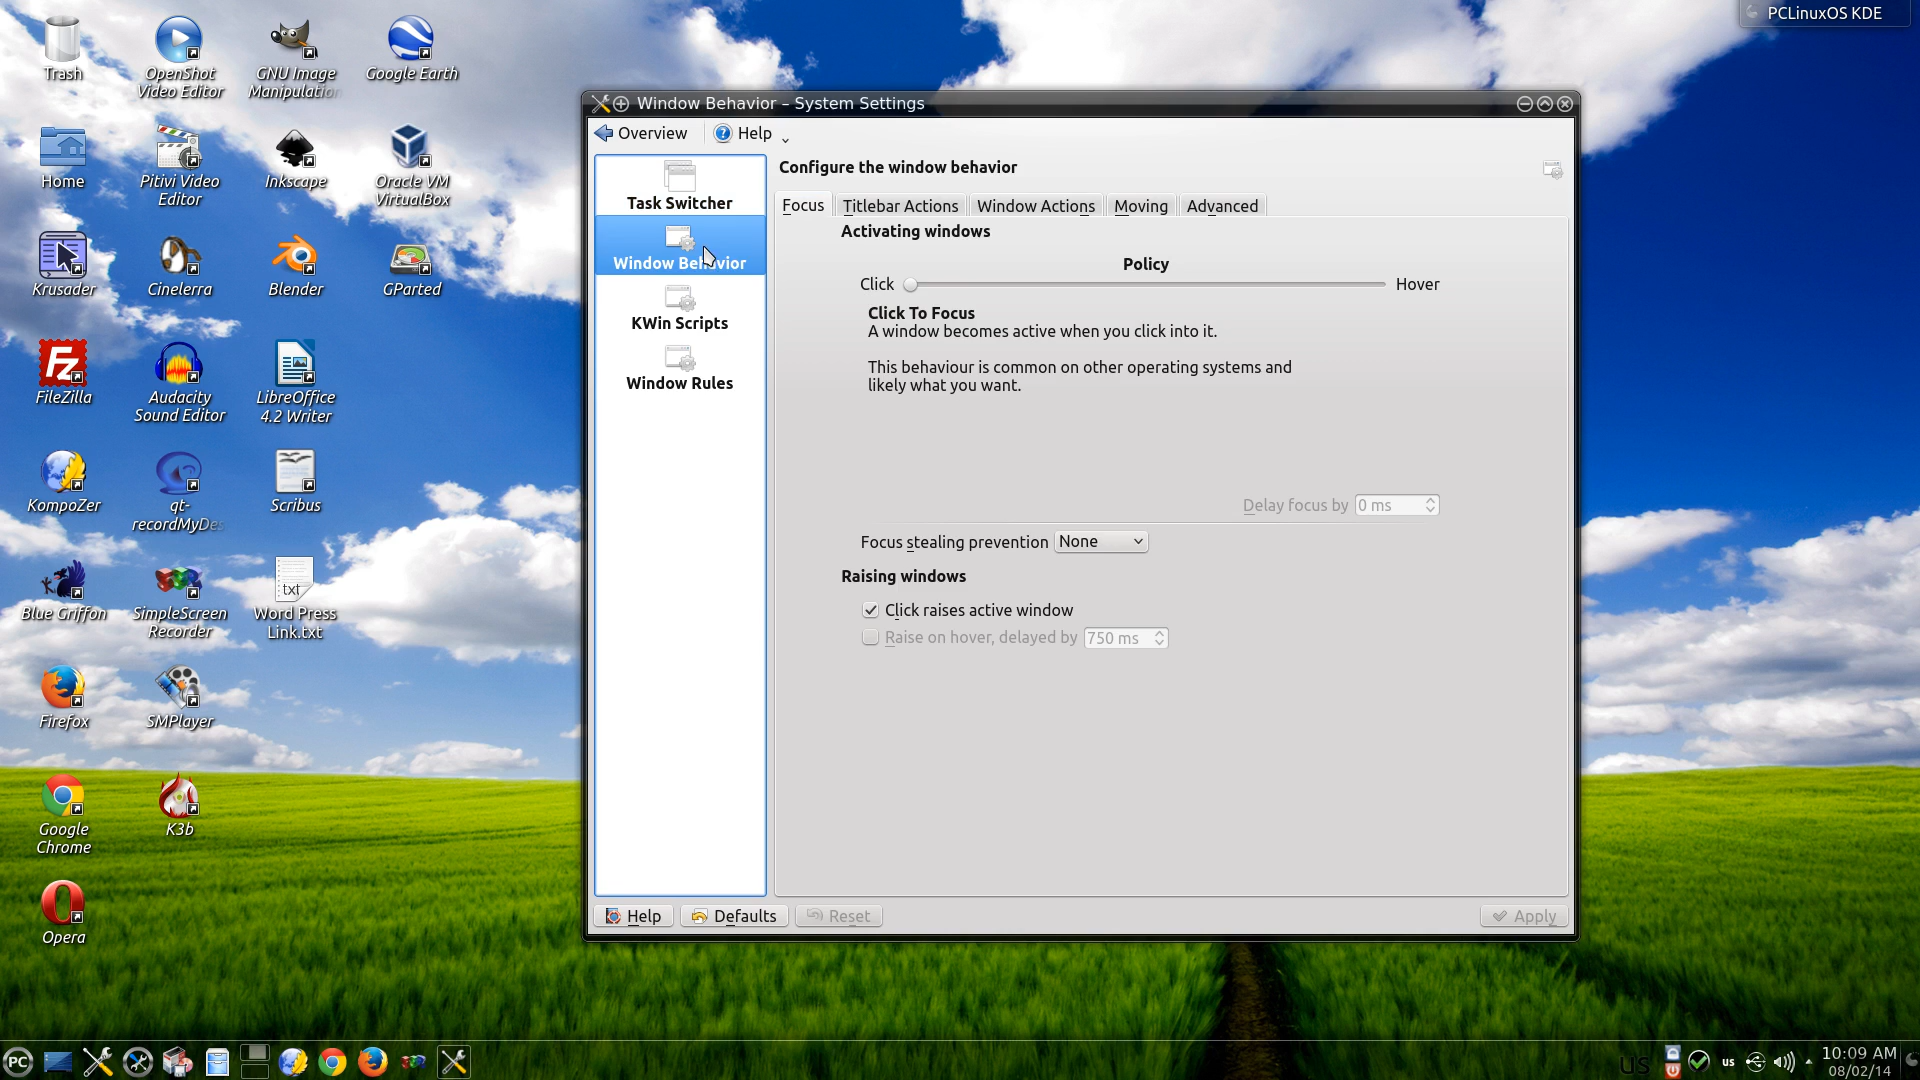 Trash
OpenShot
Video Editor
GNU Image
Manipulation
Google Earth
Home
Pitivi Video
Editor
Inkscape
Oracle VM
VirtualBox
Krusader
Cinelerra
Blender
GParted
FileZilla
Audacity
Sound Editor
LibreOffice
4.2 Writer
KompoZer
qt-
recordMyDes
Scribus
Blue Griffon
SimpleScreen
Recorder
txt
Word Press
Link.txt
Firefox
SMPlayer
Google
Chrome
K3b
Opera
PCLinuxOS KDE
Window Behavior – System Settings
Overview
Help
Task Switcher
Window Behavior
KWin Scripts
Window Rules
Configure the window behavior
Focus
Titlebar Actions
Window Actions
Moving
Advanced
Activating windows
Policy
Click
Hover
Click To Focus
A window becomes active when you click into it.
This behaviour is common on other operating systems and
likely what you want.
Delay focus by 0 ms
Focus stealing prevention None
Raising windows
Click raises active window
Raise on hover, delayed by 750 ms
Help
Defaults
Reset
Apply
PC
us
us
10:09 AM
08/02/14